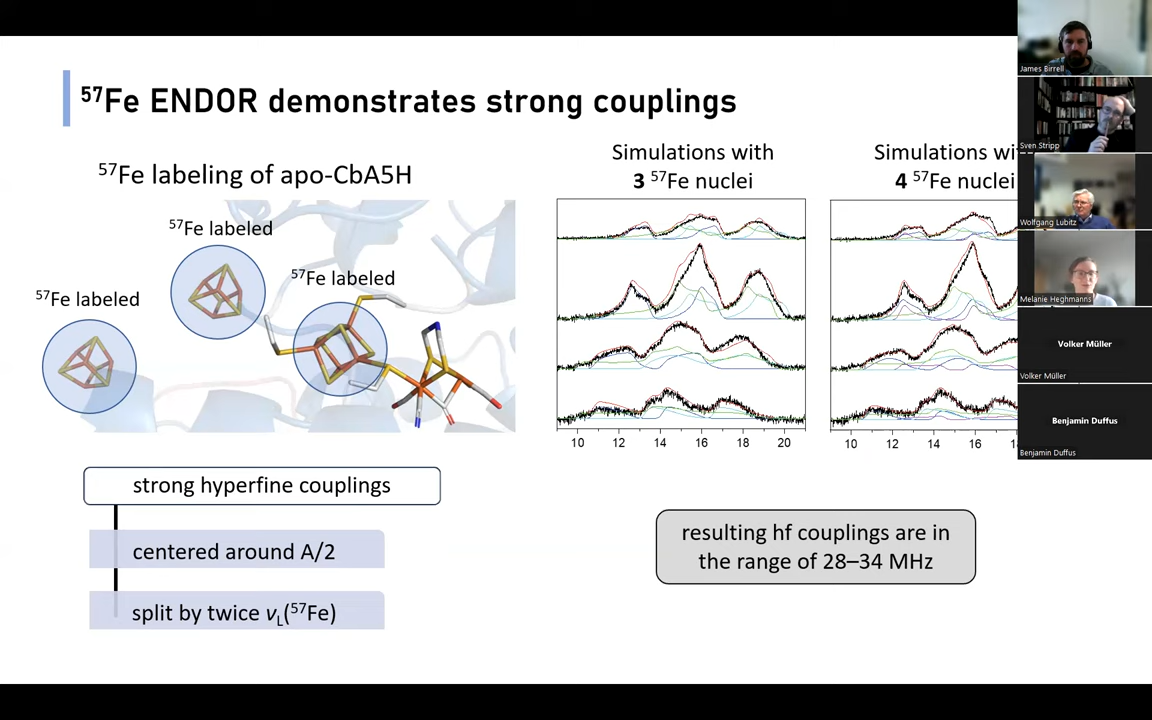 ⁵⁷Fe ENDOR demonstrates strong couplings
⁵⁷Fe labeling of apo-CbA5H
⁵⁷Fe labeled
⁵⁷Fe labeled
⁵⁷Fe labeled
strong hyperfine couplings
centered around A/2
split by twice νL(⁵⁷Fe)
Simulations with
3 ⁵⁷Fe nuclei
10 12 14 16 18 20
Simulations wi
4 ⁵⁷Fe nuclei
10 12 14 16
resulting hf couplings are in
the range of 28–34 MHz
James Birrell
Sven Stripp
Wolfgang Lubitz
Melanie Heghmanns
Volker Müller
Volker Müller
Benjamin Duffus
Benjamin Duffus